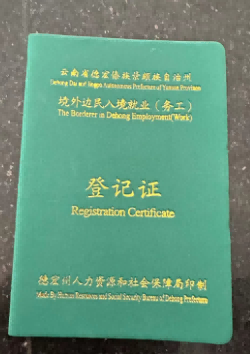 云南省德宏傣族景颇族自治州
Dehong Dai and Jingpo Autonomous Prefecture of Yunnan Province
境外边民入境就业（务工）
The Borderer in Dehong Employment(Work)
登记证
Registration Certificate
德宏州人力资源和社会保障局印制
Made By Human Resources and Social Security Bureau of Dehong Prefecture